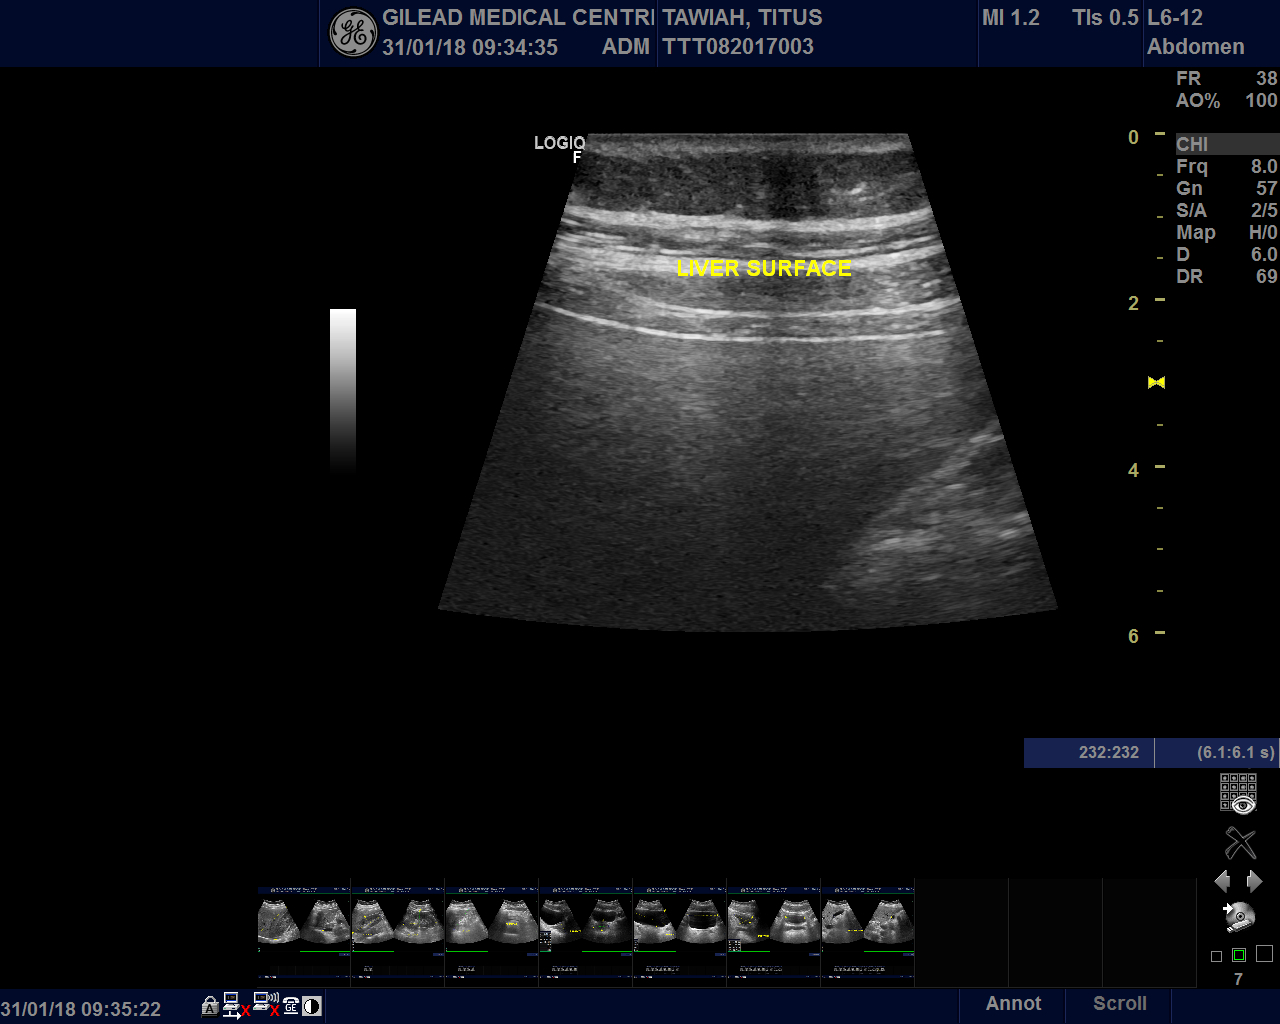 GILEAD MEDICAL CENTR
TAWIAH, TITUS
MI 1.2
TIs 0.5
L6-12
31/01/18 09:34:35
ADM
TTT082017003
Abdomen
FR 38
AO% 100
CHI
Frq 8.0
Gn 57
S/A 2/5
Map H/0
D 6.0
DR 69
LOGIQ
F
0
2
4
6
LIVER SURFACE
232:232
(6.1:6.1 s)
7
31/01/18 09:35:22
Annot
Scroll